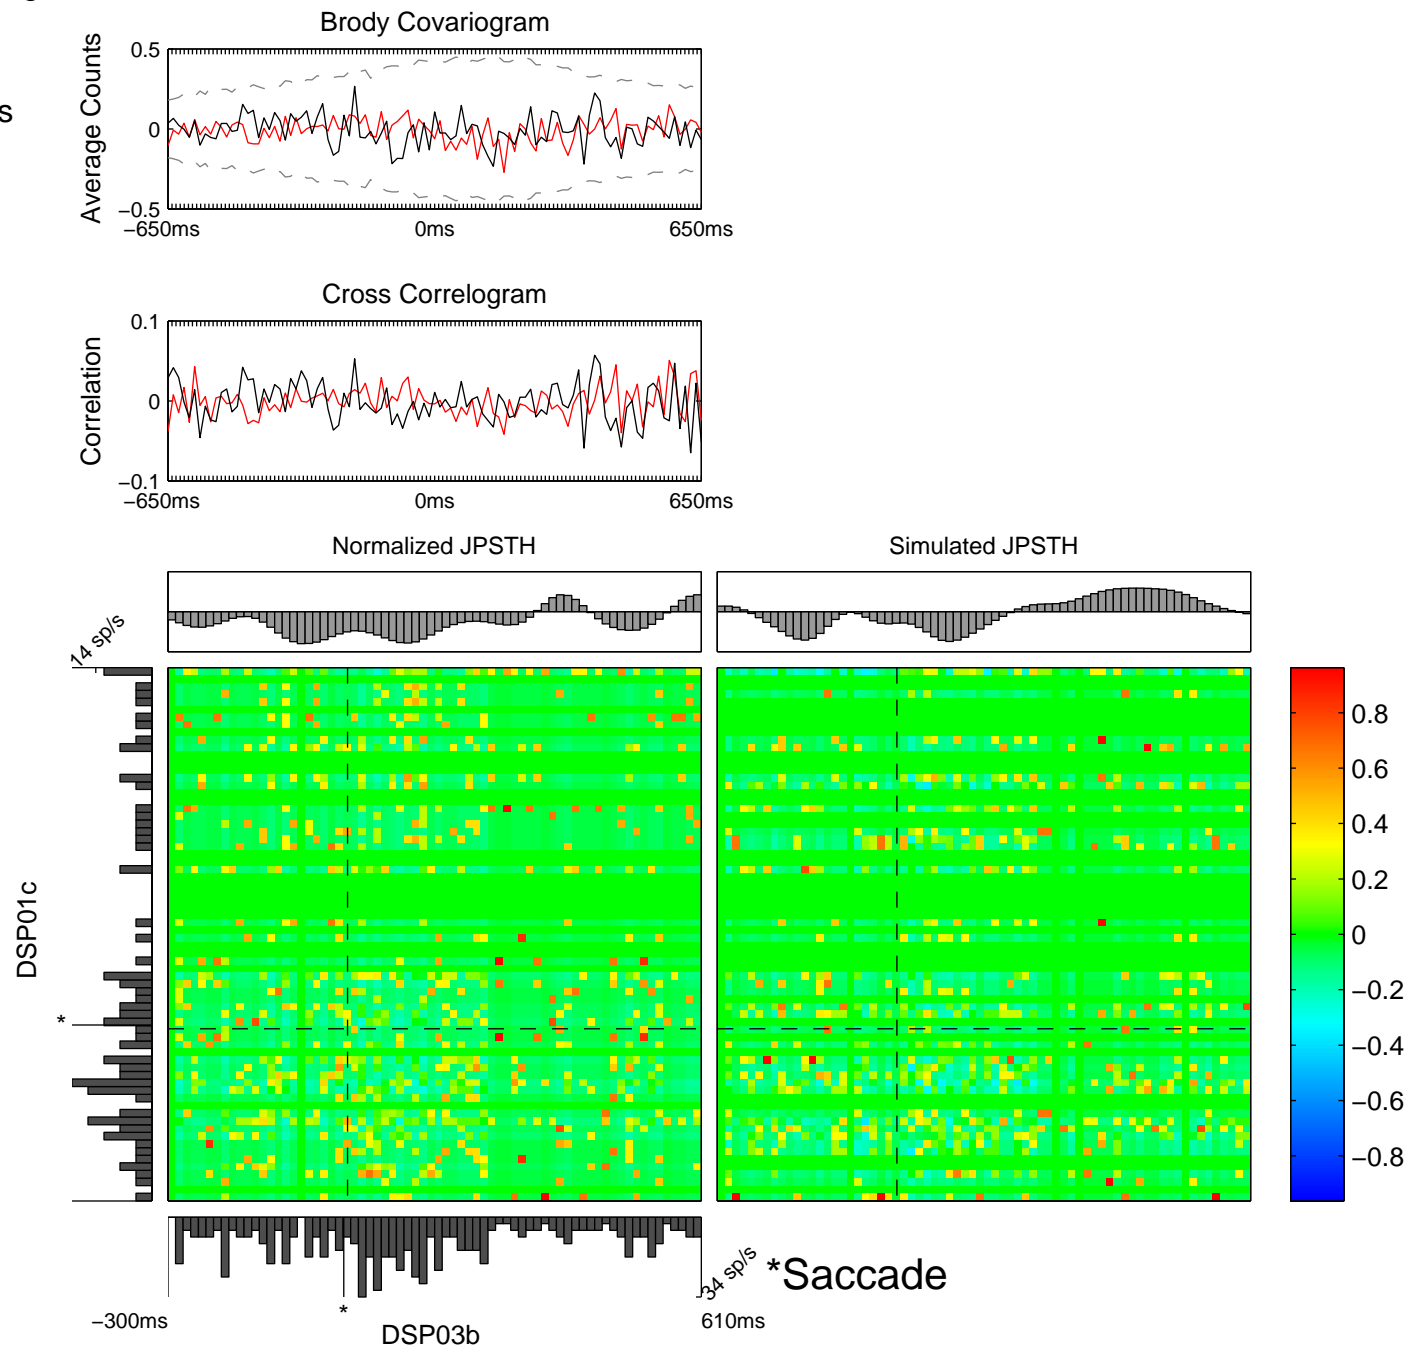 Brody Covariogram
Average Counts
0.5
0
−0.5
−650ms
0ms
650ms
s
Cross Correlogram
Correlation
0.1
0
−0.1
−650ms
0ms
650ms
Normalized JPSTH
Simulated JPSTH
14 sp/s
DSP01c
*
0.8
0.6
0.4
0.2
0
−0.2
−0.4
−0.6
−0.8
34 sp/s
*Saccade
*
−300ms
DSP03b
610ms